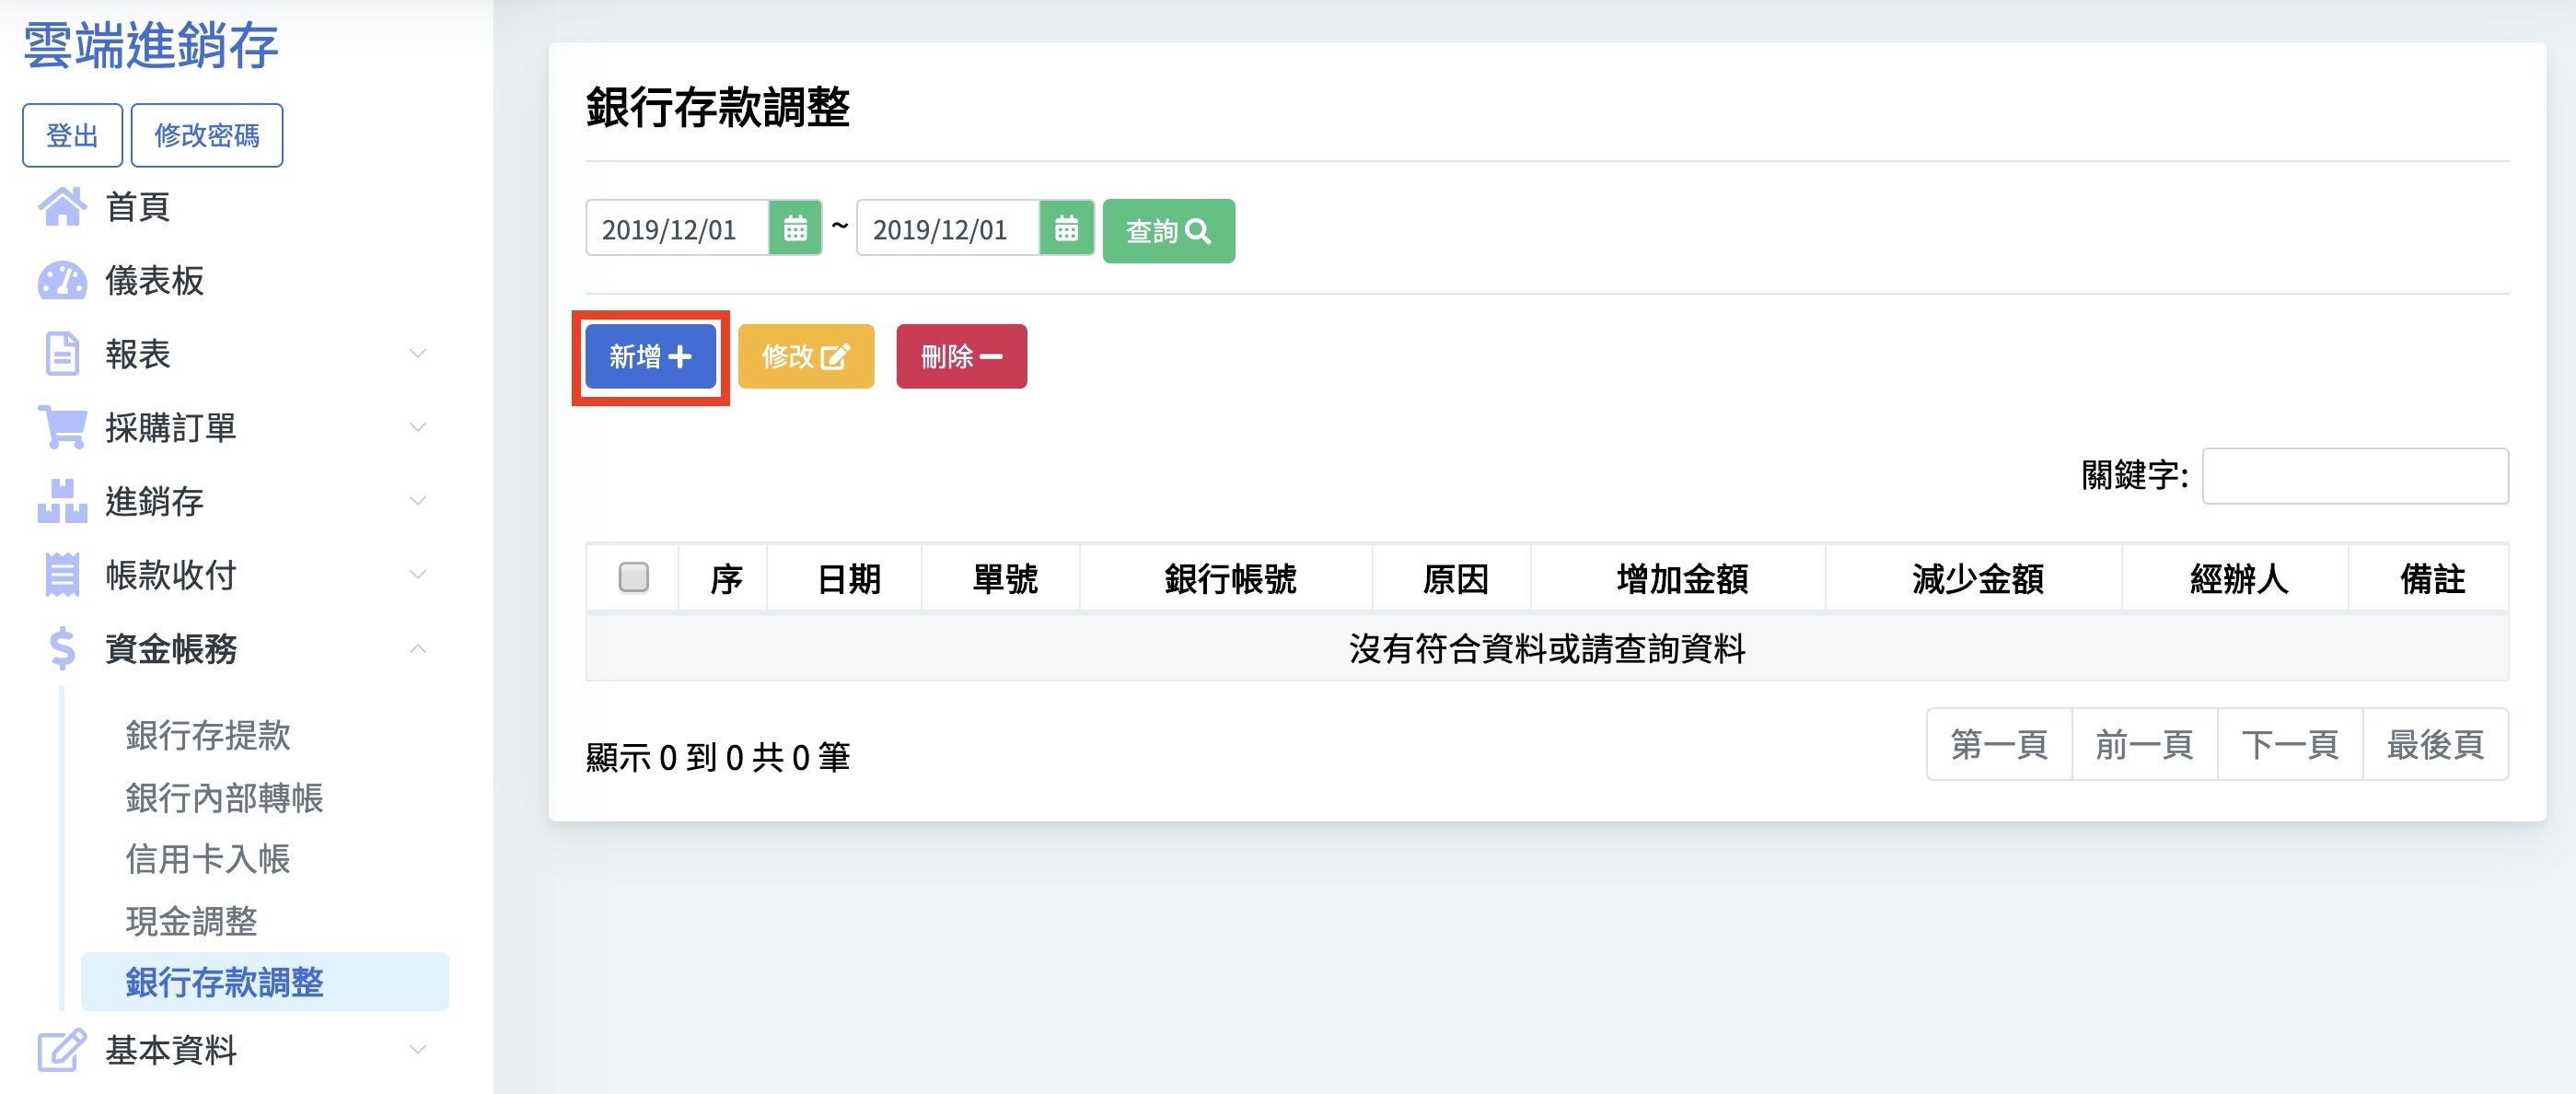 雲端進銷存
登出 修改密碼
首頁
儀表板
報表
採購訂單
進銷存
帳款收付
資金帳務
銀行存提款
銀行內部轉帳
信用卡入帳
現金調整
銀行存款調整
基本資料
銀行存款調整
2019/12/01 ~ 2019/12/01 查詢
新增 修改 刪除
關鍵字:
序 日期 單號 銀行帳號 原因 增加金額 減少金額 經辦人 備註
沒有符合資料或請查詢資料
顯示 0 到 0 共 0 筆
第一頁 前一頁 下一頁 最後頁